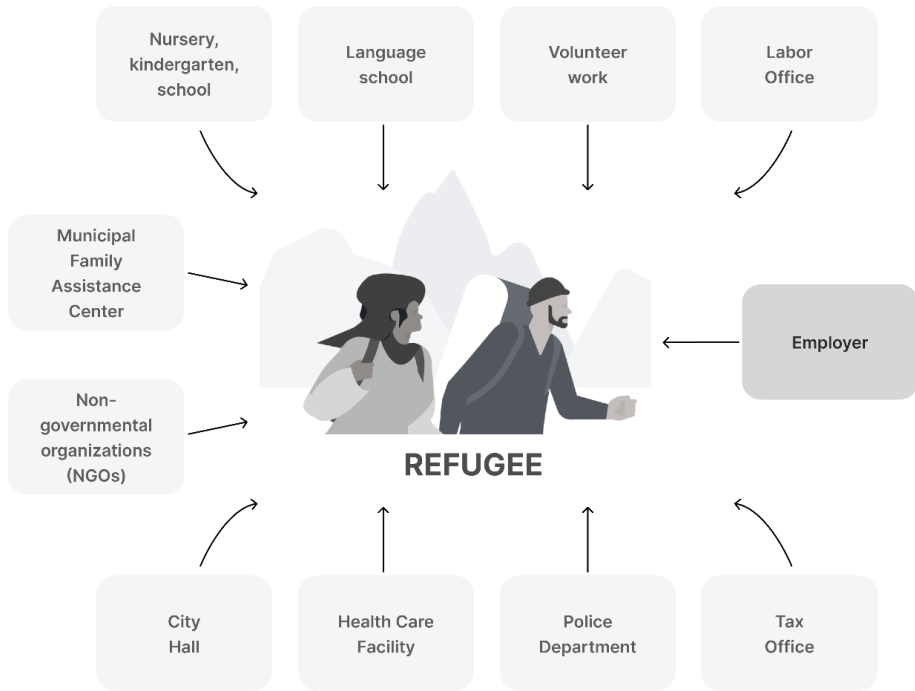 Nursery,
kindergarten,
school
Language
school
Volunteer
work
Labor
Office
Municipal
Family
Assistance
Center
Employer
Non-
governmental
organizations
(NGOs)
REFUGEE
City
Hall
Health Care
Facility
Police
Department
Tax
Office